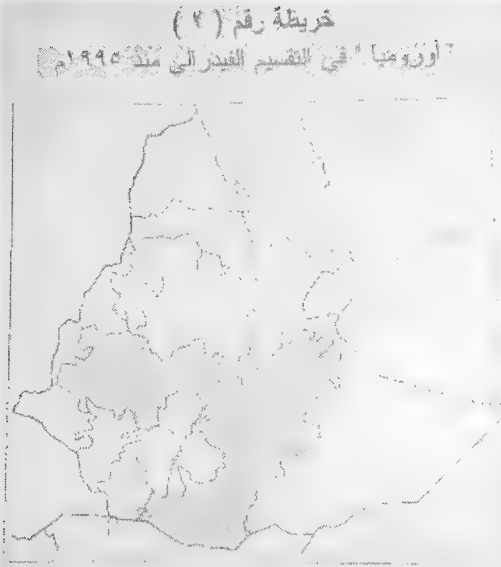 خريطة رقم ( ٢ )
" أوروميا " في التقسيم الفيدرالي منذ ١٩٩٥م